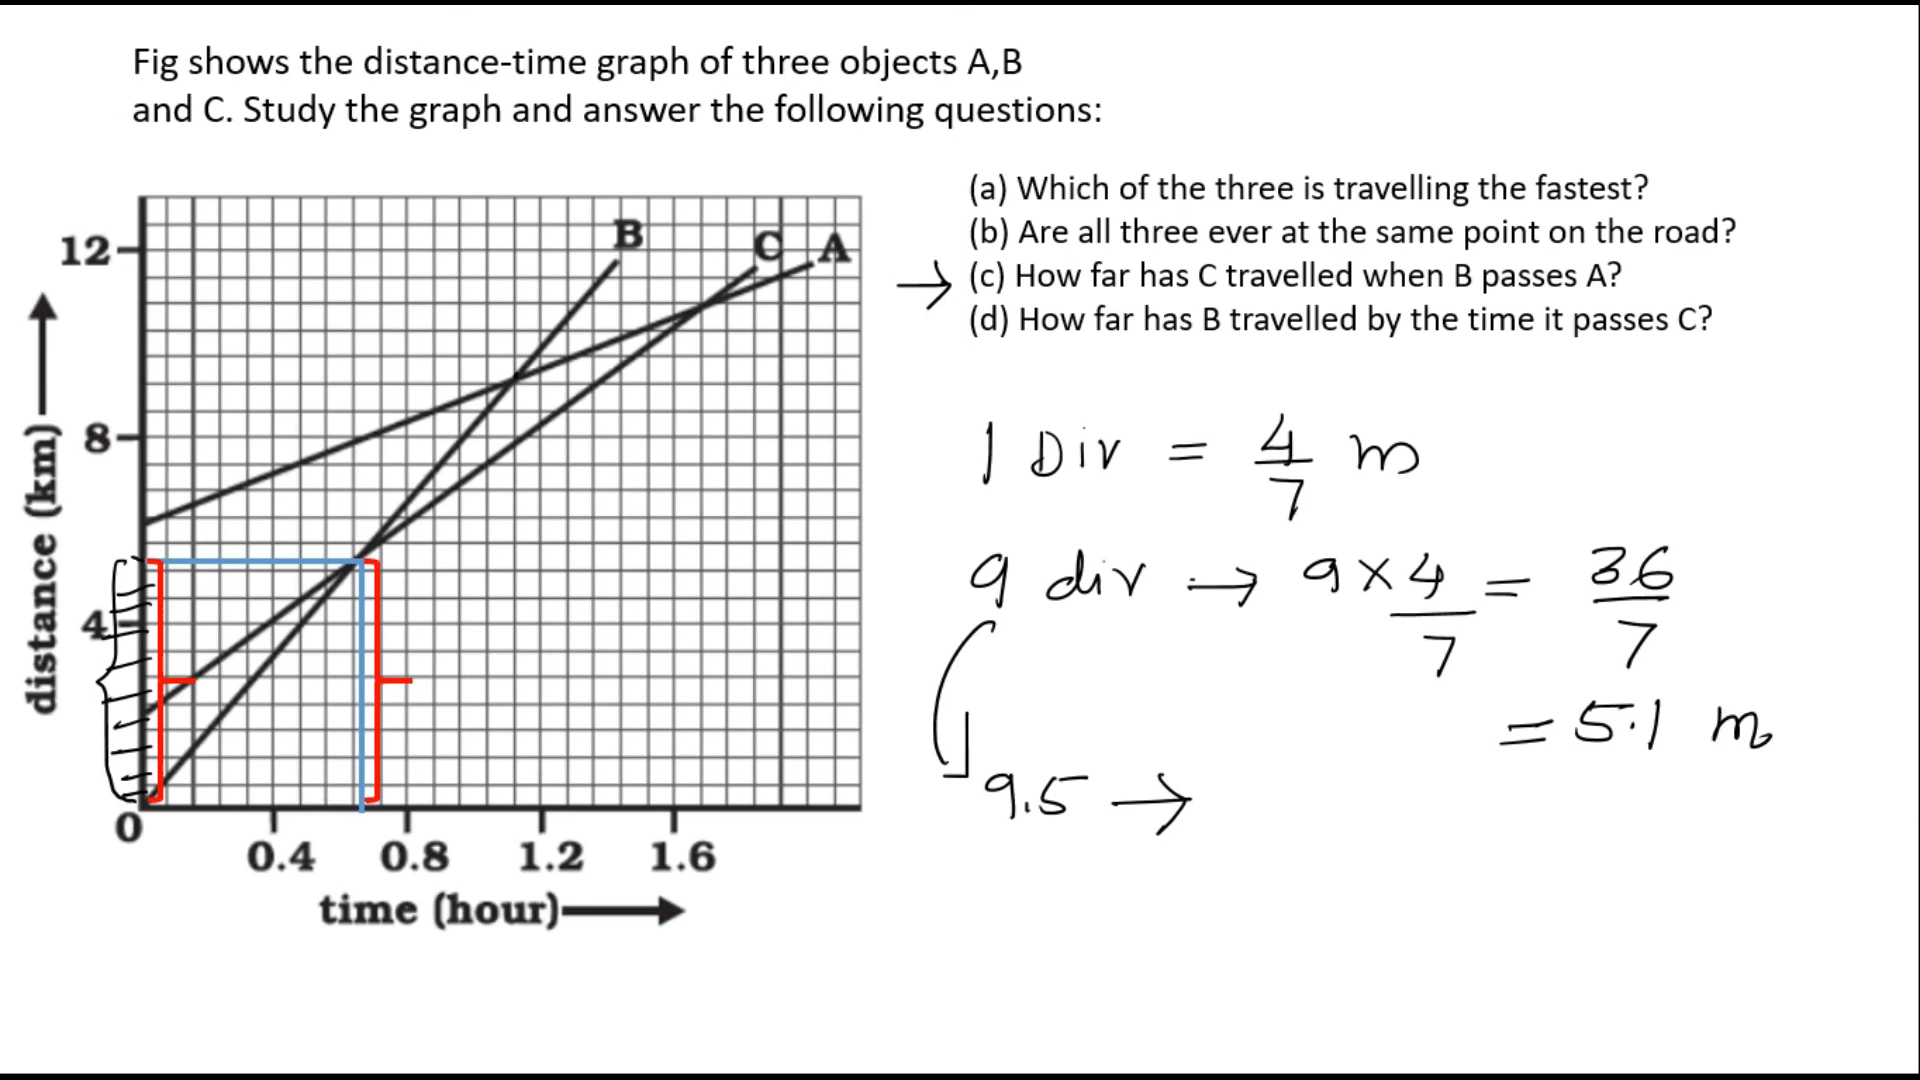 Fig shows the distance-time graph of three objects A,B
and C. Study the graph and answer the following questions:
(a) Which of the three is travelling the fastest?
(b) Are all three ever at the same point on the road?
(c) How far has C travelled when B passes A?
(d) How far has B travelled by the time it passes C?
B
C
A
12
8
4
0
distance (km)
0.4 0.8 1.2 1.6
time (hour)
1 Div = 4/7 m
9 div → 9×4/7 = 36/7
= 5.1 m
9.5 →